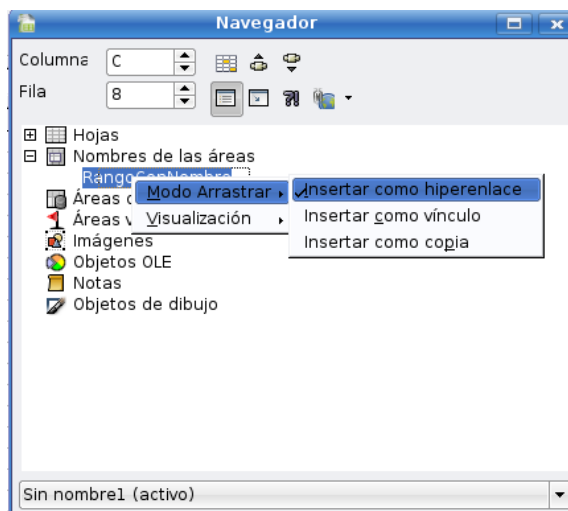 Navegador
Columna C
Fila 8
Hojas
Nombres de las áreas
RangoConNombre
Modo Arrastrar
Insertar como hiperenlace
Áreas
Visualización
Insertar como vínculo
Áreas
Insertar como copia
Imágenes
Objetos OLE
Notas
Objetos de dibujo
Sin nombre1 (activo)